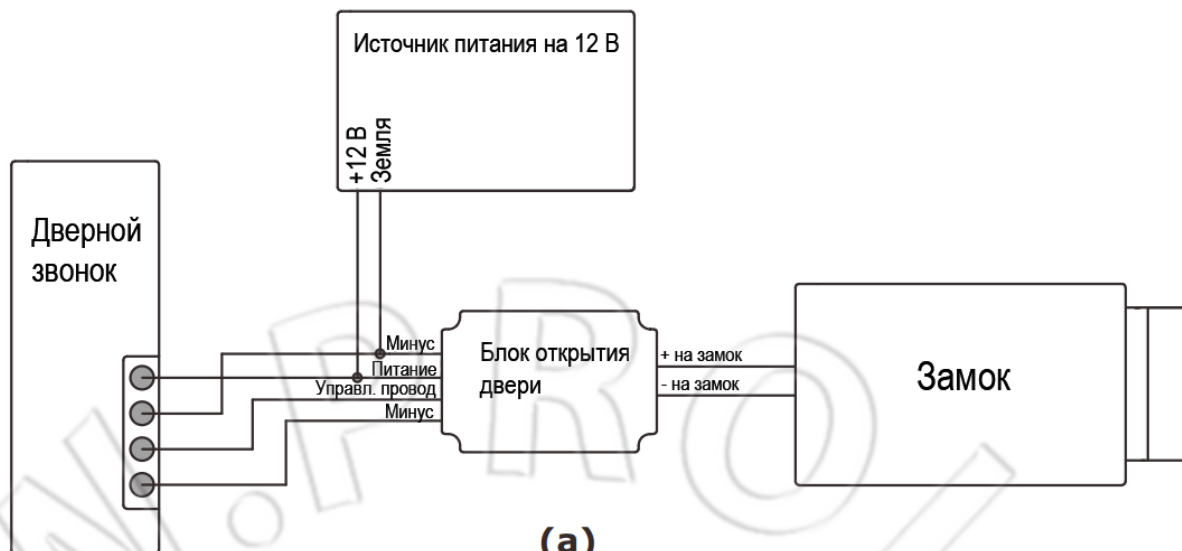 Источник питания на 12 В
+12 В
Земля
Дверной
звонок
Минус
Питание
Управл. провод
Минус
Блок открытия
двери
+ на замок
- на замок
Замок
W.PRO
(a)